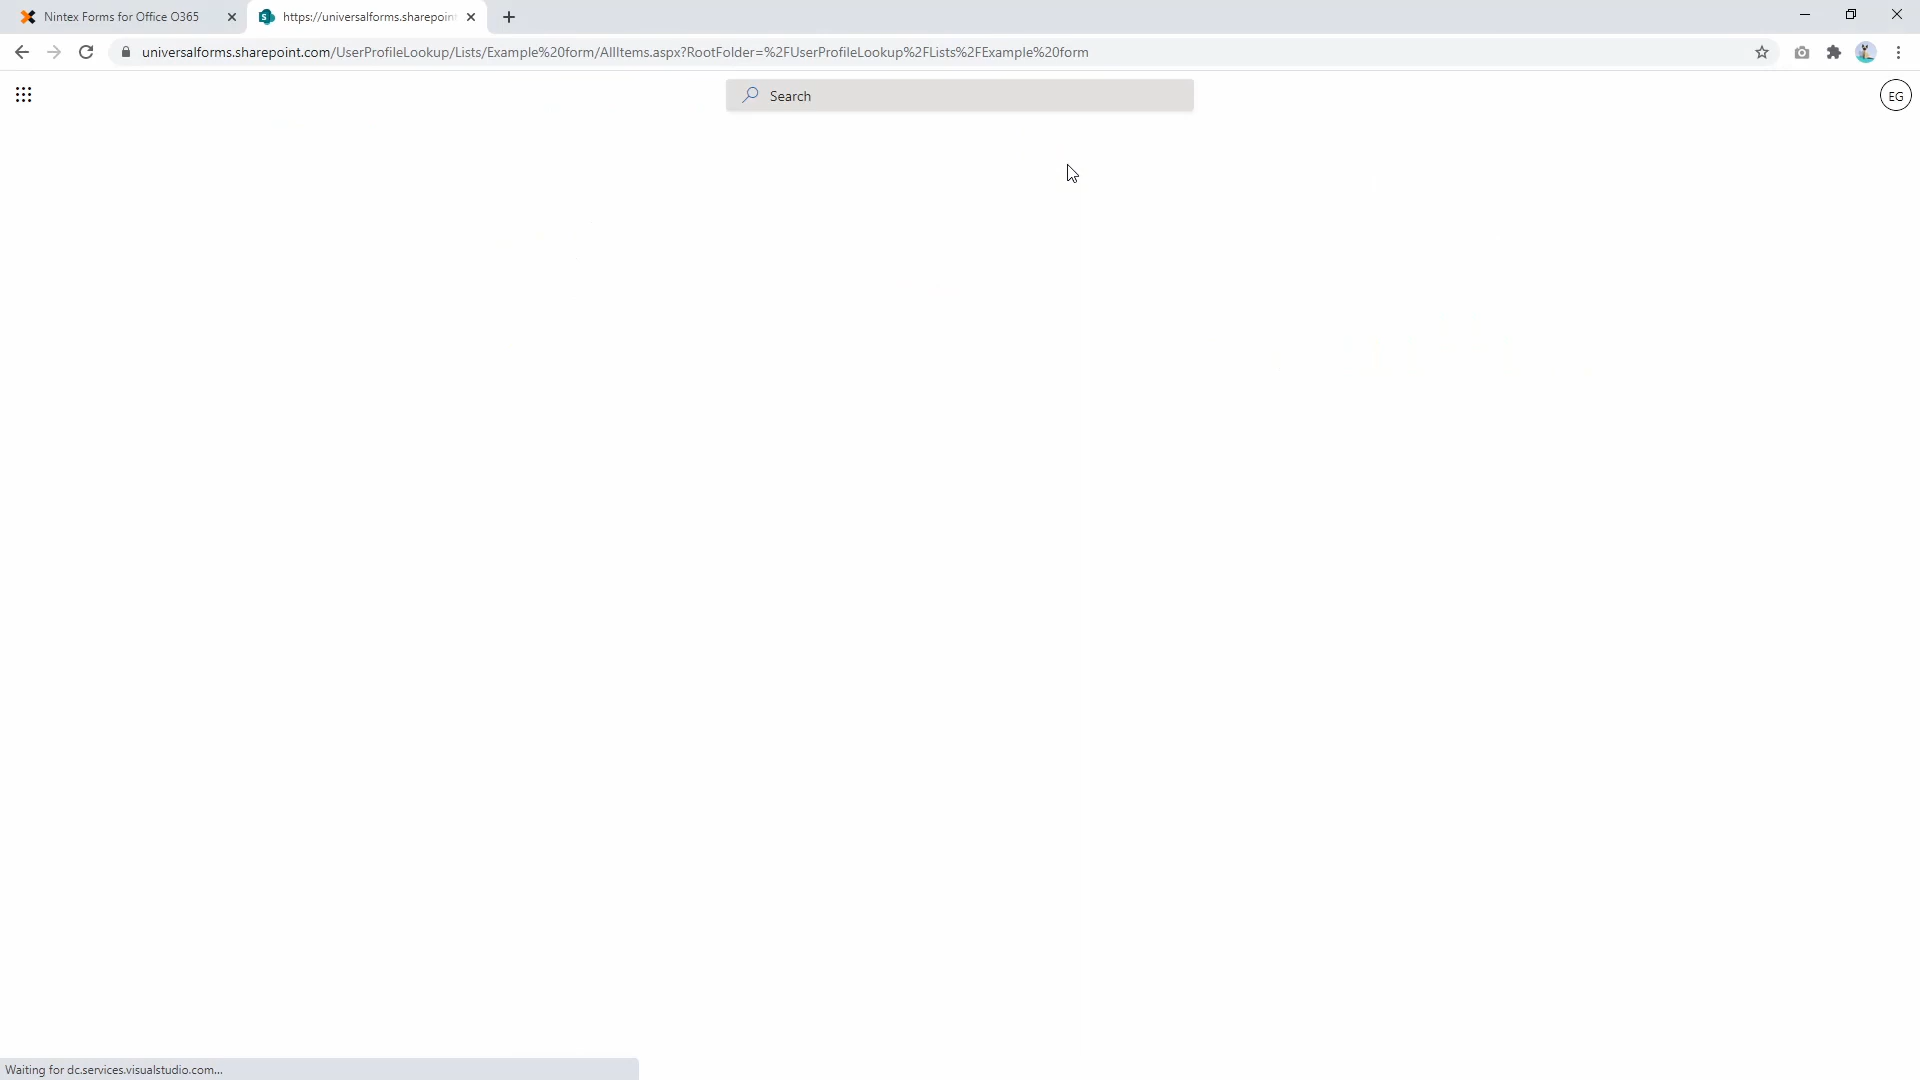 Nintex Forms for Office O365
https://universalforms.sharepoint
universalforms.sharepoint.com/UserProfileLookup/Lists/Example%20form/AllItems.aspx?RootFolder=%2FUserProfileLookup%2FLists%2FExample%20form
Search
EG
Waiting for dc.services.visualstudio.com...